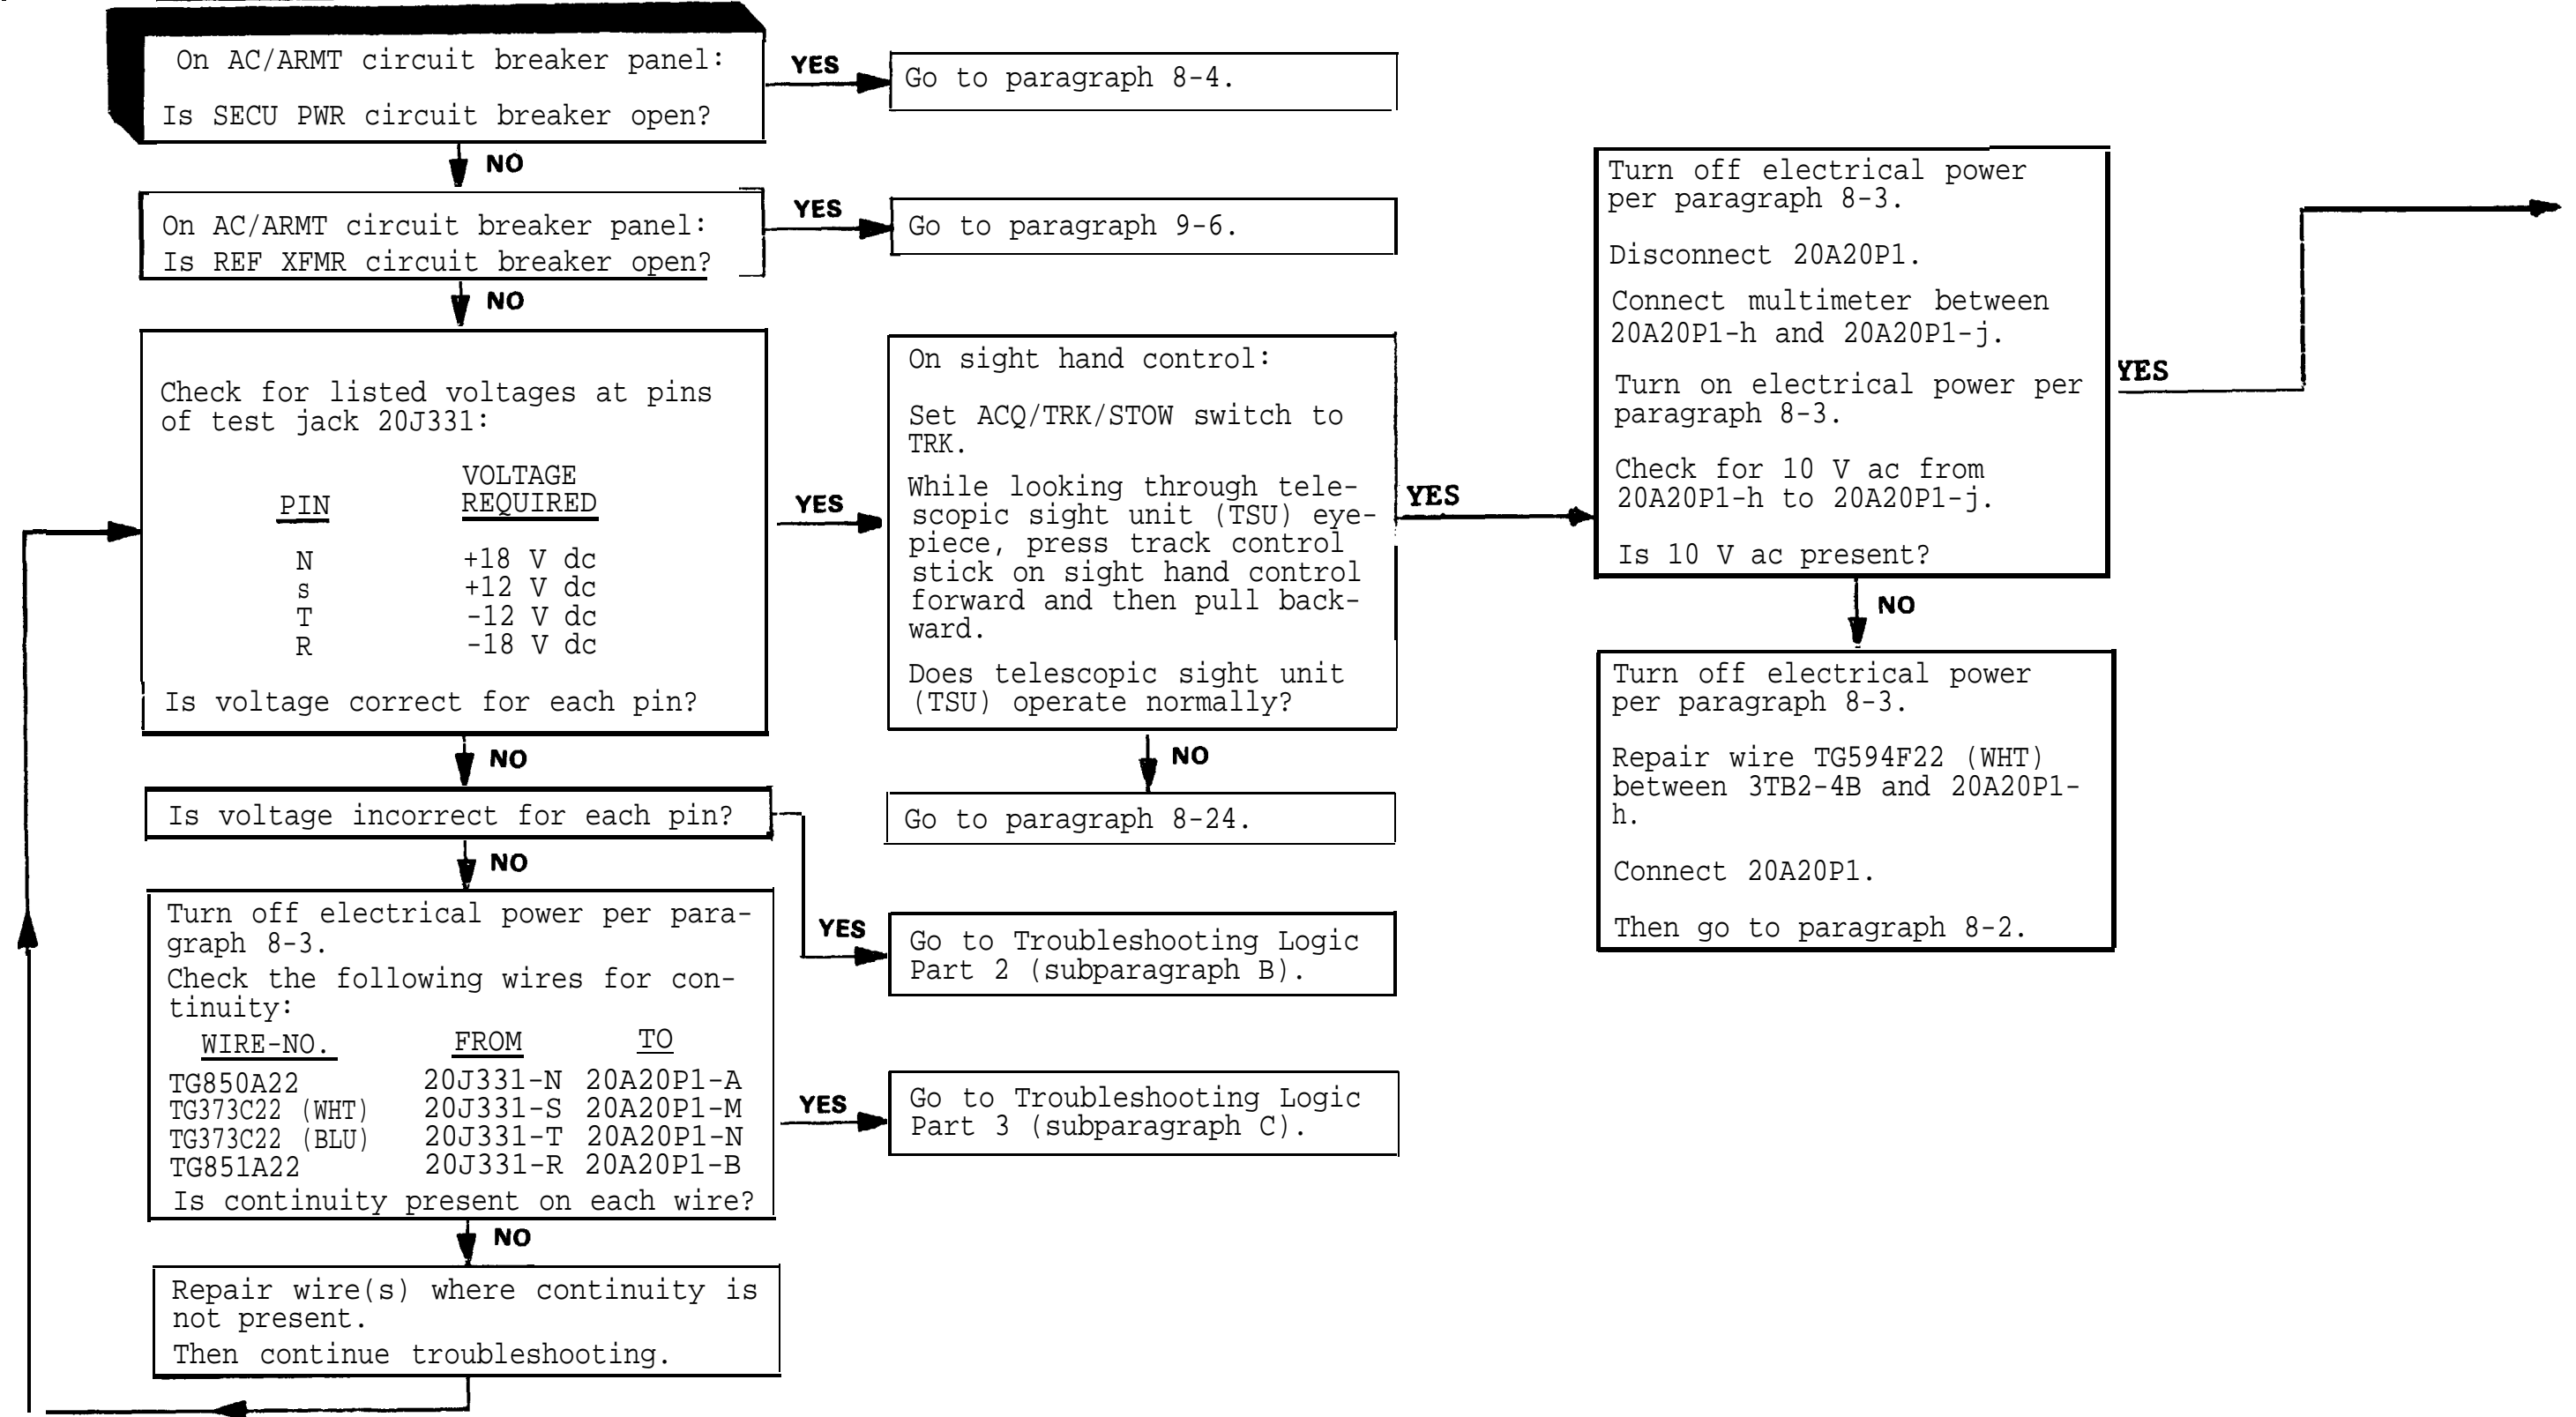 On AC/ARMT circuit breaker panel:
Is SECU PWR circuit breaker open?
YES
Go to paragraph 8-4.
NO
On AC/ARMT circuit breaker panel:
Is REF XFMR circuit breaker open?
YES
Go to paragraph 9-6.
NO
Check for listed voltages at pins
of test jack 20J331:
VOLTAGE
PIN REQUIRED
N +18 V dc
s +12 V dc
T -12 V dc
R -18 V dc
Is voltage correct for each pin?
YES
On sight hand control:
Set ACQ/TRK/STOW switch to
TRK.
While looking through tele-
scopic sight unit (TSU) eye-
piece, press track control
stick on sight hand control
forward and then pull back-
ward.
Does telescopic sight unit
(TSU) operate normally?
YES
Turn off electrical power
per paragraph 8-3.
Disconnect 20A20P1.
Connect multimeter between
20A20P1-h and 20A20P1-j.
Turn on electrical power per
paragraph 8-3.
Check for 10 V ac from
20A20P1-h to 20A20P1-j.
Is 10 V ac present?
YES
NO
Turn off electrical power
per paragraph 8-3.
Repair wire TG594F22 (WHT)
between 3TB2-4B and 20A20P1-
h.
Connect 20A20P1.
Then go to paragraph 8-2.
NO
Go to paragraph 8-24.
NO
Is voltage incorrect for each pin?
YES
Go to Troubleshooting Logic
Part 2 (subparagraph B).
NO
Turn off electrical power per para-
graph 8-3.
Check the following wires for con-
tinuity:
WIRE-NO. FROM TO
TG850A22 20J331-N 20A20P1-A
TG373C22 (WHT) 20J331-S 20A20P1-M
TG373C22 (BLU) 20J331-T 20A20P1-N
TG851A22 20J331-R 20A20P1-B
Is continuity present on each wire?
YES
Go to Troubleshooting Logic
Part 3 (subparagraph C).
NO
Repair wire(s) where continuity is
not present.
Then continue troubleshooting.